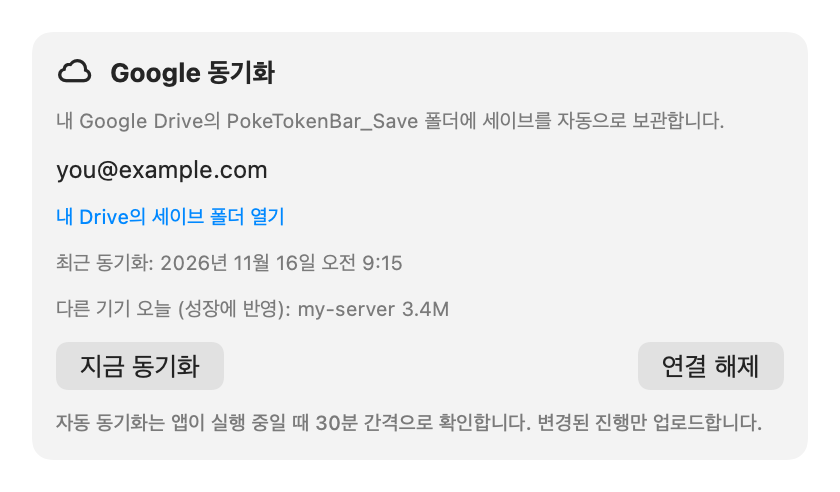 Google 동기화
내 Google Drive의 PokeTokenBar_Save 폴더에 세이브를 자동으로 보관합니다.
you@example.com
내 Drive의 세이브 폴더 열기
최근 동기화: 2026년 11월 16일 오전 9:15
다른 기기 오늘 (성장에 반영): my-server 3.4M
지금 동기화
연결 해제
자동 동기화는 앱이 실행 중일 때 30분 간격으로 확인합니다. 변경된 진행만 업로드합니다.